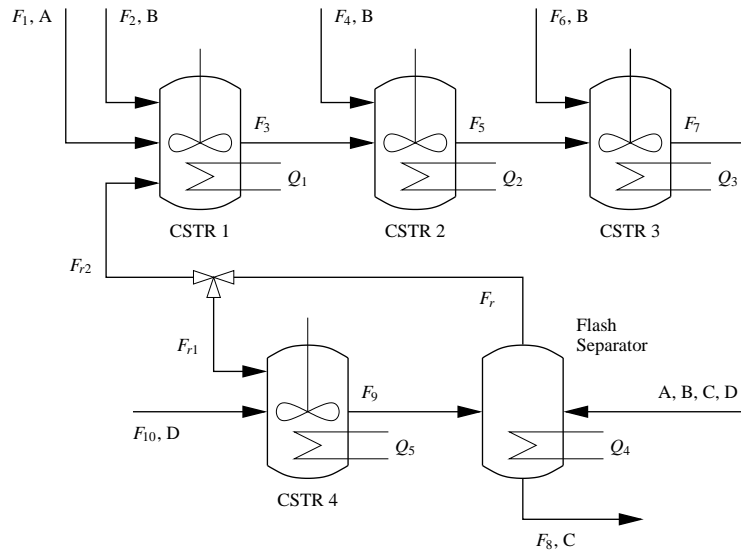 F1, A
F2, B
F4, B
F6, B
F3
F5
F7
Q1
Q2
Q3
CSTR 1
CSTR 2
CSTR 3
Fr2
Fr
Flash
Separator
Fr1
F9
A, B, C, D
F10, D
Q5
Q4
CSTR 4
F8, C